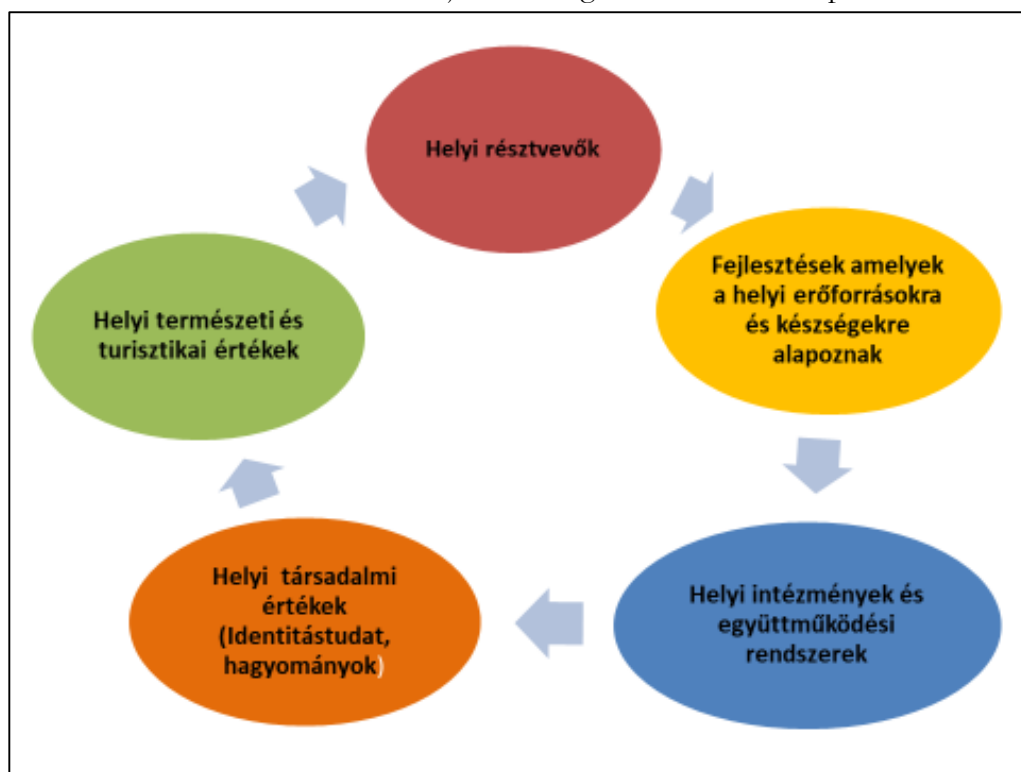 Helyi résztvevők
Fejlesztések amelyek
a helyi erőforrásokra
és készségekre
alapoznak
Helyi intézmények és
együttműködési
rendszerek
Helyi társadalmi
értékek
(Identitástudat,
hagyományok)
Helyi természeti és
turisztikai értékek